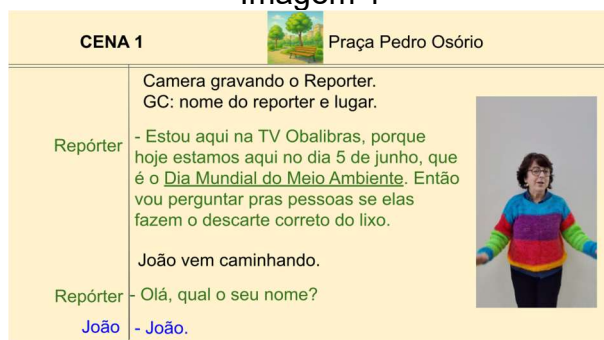 Imagem 1
CENA 1 Praça Pedro Osório
Camera gravando o Reporter.
GC: nome do reporter e lugar.
Repórter - Estou aqui na TV Obalibras, porque
hoje estamos aqui no dia 5 de junho, que
é o Dia Mundial do Meio Ambiente. Então
vou perguntar pras pessoas se elas
fazem o descarte correto do lixo.
João vem caminhando.
Repórter - Olá, qual o seu nome?
João - João.